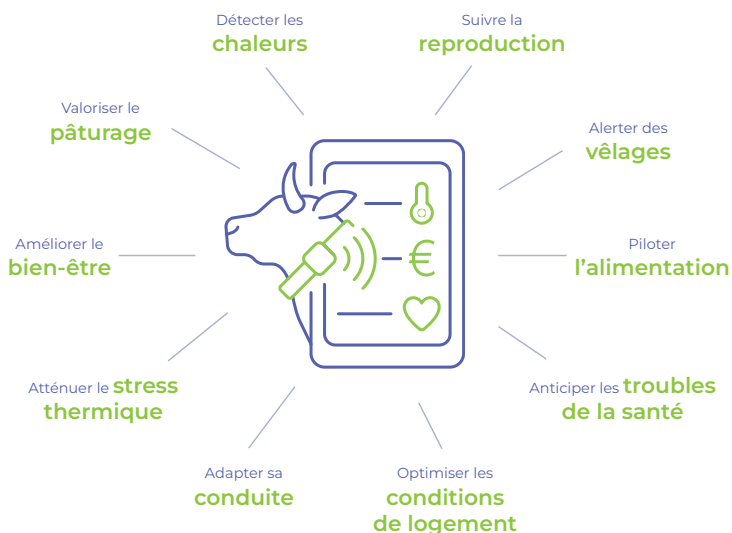 Détecter les
chaleurs
Suivre la
reproduction
Alerter des
vêlages
Piloter
l’alimentation
Anticiper les troubles
de la santé
Optimiser les
conditions
de logement
Adapter sa
conduite
Atténuer le stress
thermique
Améliorer le
bien-être
Valoriser le
pâturage
€